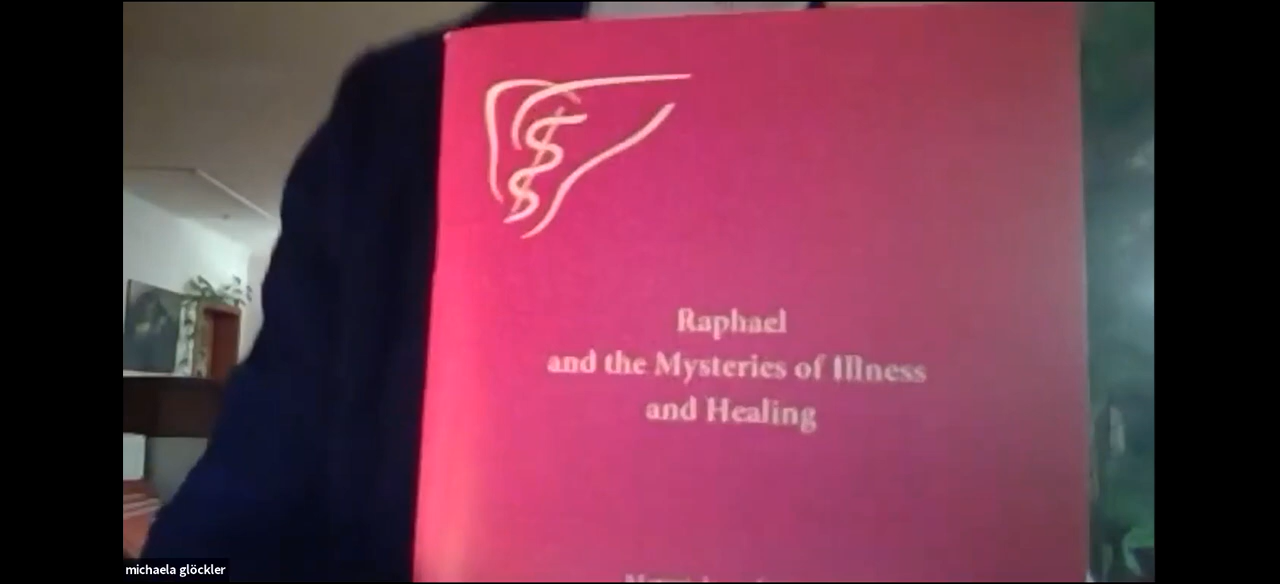 Raphael
and the Mysteries of Illness
and Healing
michaela glöckler